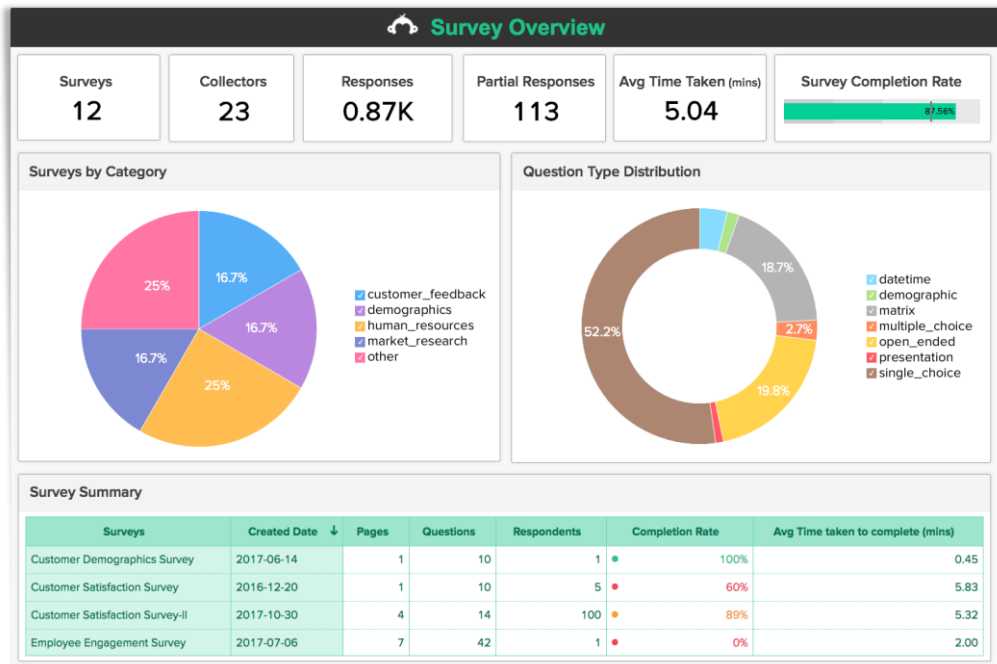 Survey Overview
Surveys
12
Collectors
23
Responses
0.87K
Partial Responses
113
Avg Time Taken (mins)
5.04
Survey Completion Rate
87.56%
Surveys by Category
25%
16.7%
16.7%
16.7%
25%
customer_feedback
demographics
human_resources
market_research
other
Question Type Distribution
18.7%
2.7%
52.2%
19.8%
datetime
demographic
matrix
multiple_choice
open_ended
presentation
single_choice
Survey Summary
Surveys Created Date ↓ Pages Questions Respondents Completion Rate Avg Time taken to complete (mins)
Customer Demographics Survey 2017-06-14 1 10 1 100% 0.45
Customer Satisfaction Survey 2016-12-20 1 10 5 60% 5.83
Customer Satisfaction Survey-II 2017-10-30 4 14 100 89% 5.32
Employee Engagement Survey 2017-07-06 7 42 1 0% 2.00